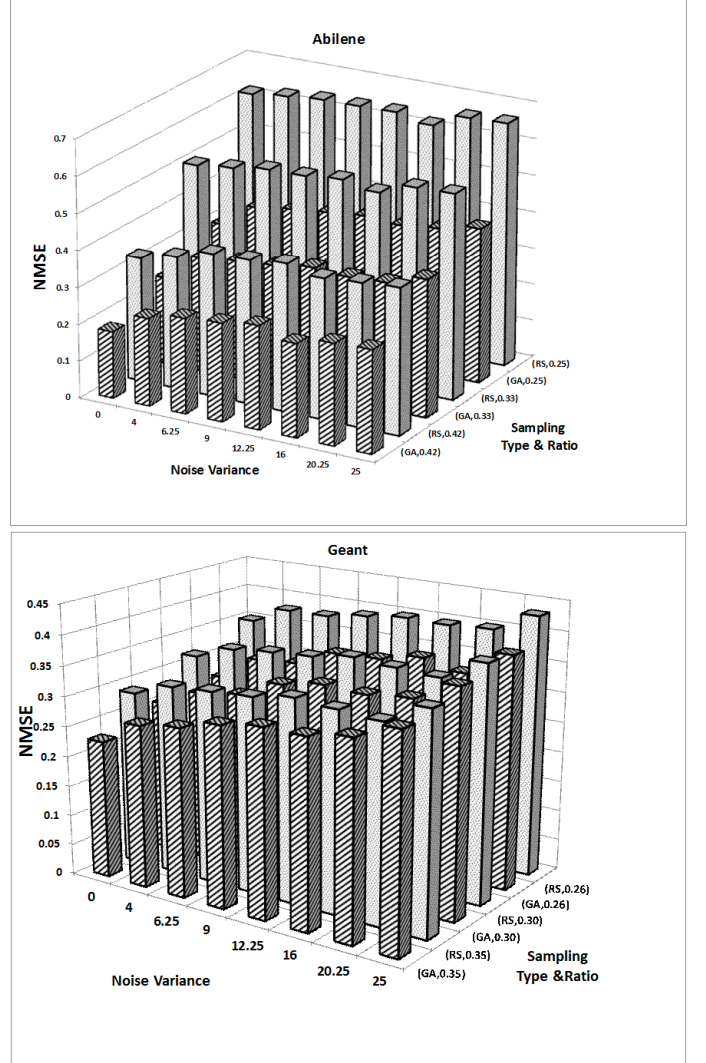 Abilene
0.7
0.6
0.5
0.4
0.3
0.2
0.1
0
NMSE
0
4
6.25
9
12.25
16
20.25
25
Noise Variance
(RS,0.25)
(GA,0.25)
(RS,0.33)
(GA,0.33)
(RS,0.42)
(GA,0.42)
Sampling
Type & Ratio
Geant
0.45
0.4
0.35
0.3
0.25
0.2
0.15
0.1
0.05
0
NMSE
0
4
6.25
9
12.25
16
20.25
25
Noise Variance
(RS,0.26)
(GA,0.26)
(RS,0.30)
(GA,0.30)
(RS,0.35)
(GA,0.35)
Sampling
Type &Ratio